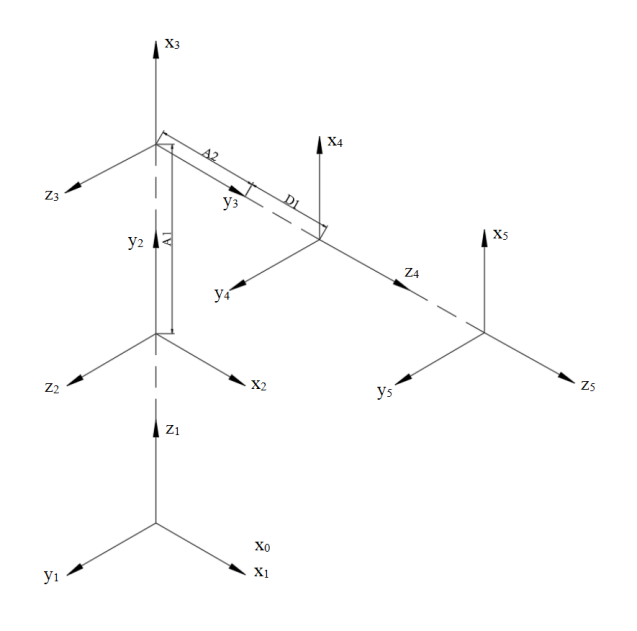 x₃
A2
x₄
z₃
y₃
D1
y₂
A1
x₅
z₄
y₄
z₂
x₂
y₅
z₅
z₁
x₀
y₁
x₁